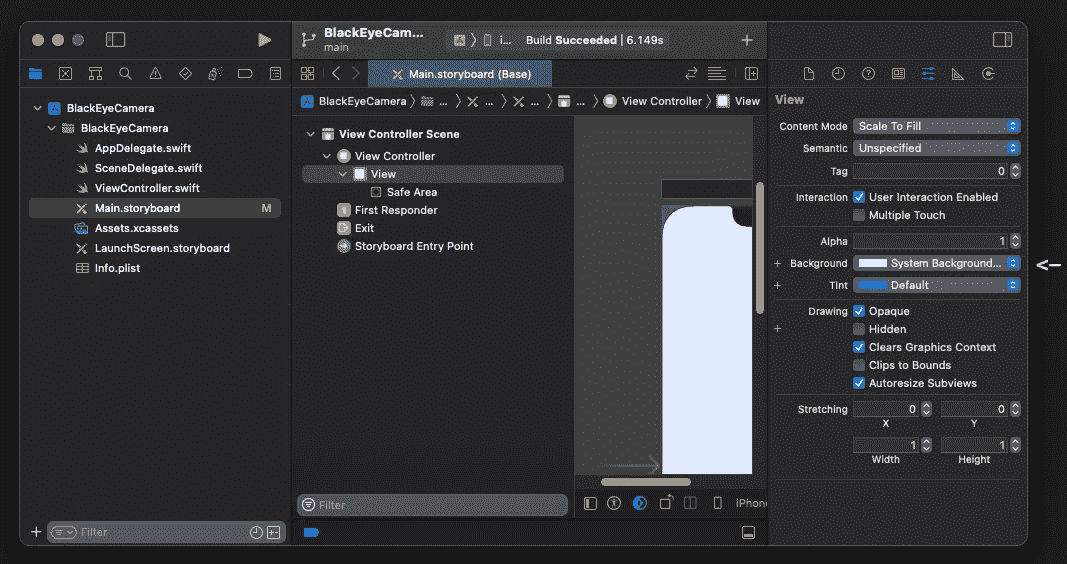 BlackEyeCam...
main
i... Build Succeeded | 6.149s
Main.storyboard (Base)
BlackEyeCamera
BlackEyeCamera
AppDelegate.swift
SceneDelegate.swift
ViewController.swift
Main.storyboard M
Assets.xcassets
LaunchScreen.storyboard
Info.plist
Filter
BlackEyeCamera ... ... ... ... View Controller View
View Controller Scene
View Controller
View
Safe Area
First Responder
Exit
Storyboard Entry Point
Filter
iPhone
View
Content Mode Scale To Fill
Semantic Unspecified
Tag 0
Interaction User Interaction Enabled
Multiple Touch
Alpha 1
+ Background System Background... <-
+ Tint Default
Drawing Opaque
+ Hidden
Clears Graphics Context
Clips to Bounds
Autoresize Subviews
Stretching 0 0
X Y
1 1
Width Height